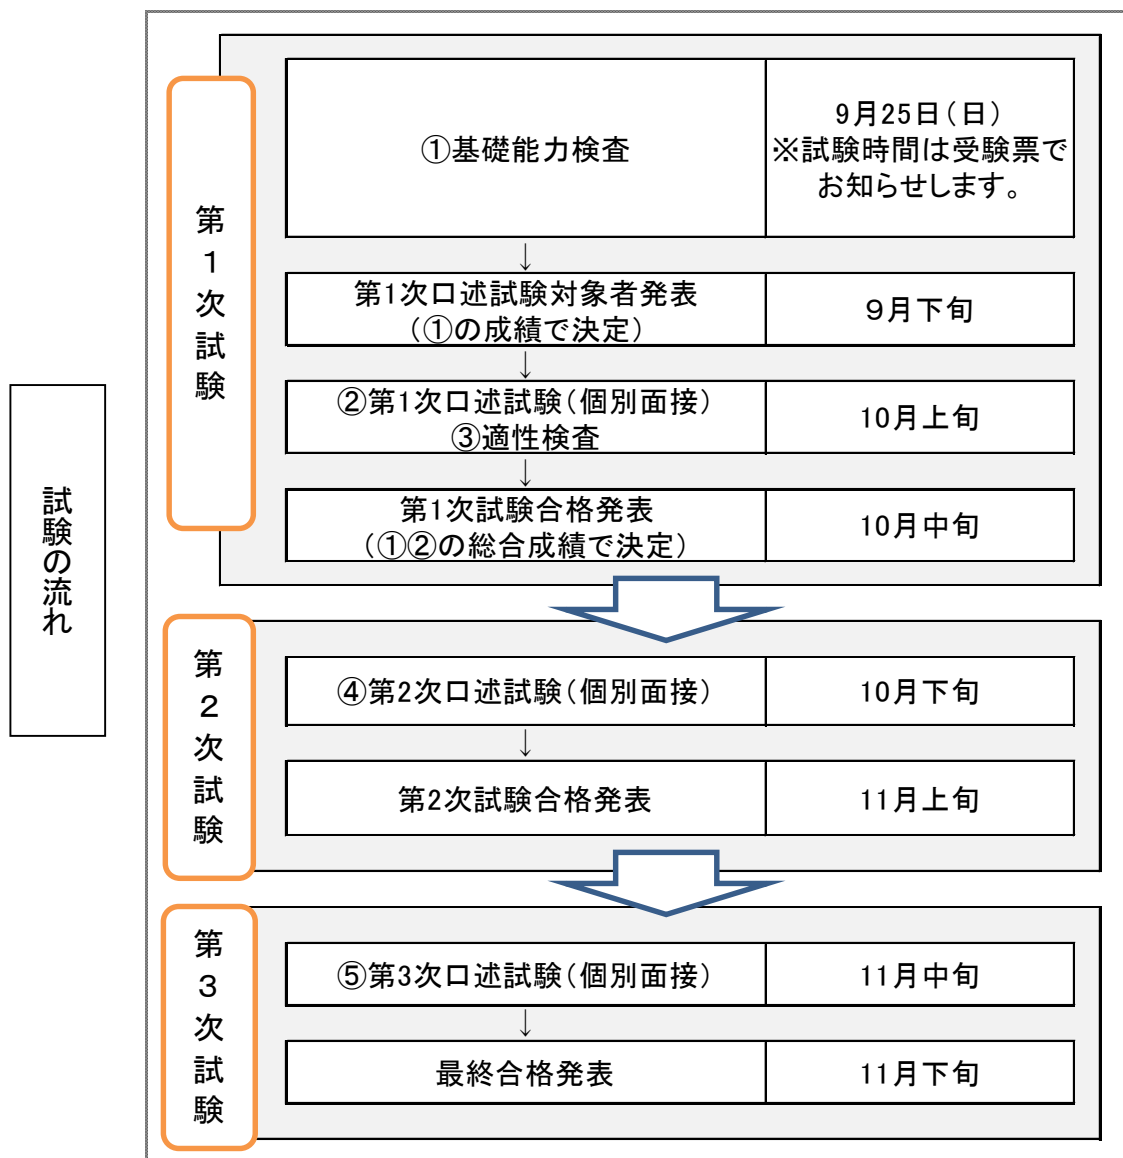 試験の流れ
第1次試験
①基礎能力検査
9月25日(日)
※試験時間は受験票で
お知らせします。
↓
第1次口述試験対象者発表
(①の成績で決定)
9月下旬
↓
②第1次口述試験(個別面接)
③適性検査
10月上旬
↓
第1次試験合格発表
(①②の総合成績で決定)
10月中旬
第2次試験
④第2次口述試験(個別面接)
10月下旬
↓
第2次試験合格発表
11月上旬
第3次試験
⑤第3次口述試験(個別面接)
11月中旬
↓
最終合格発表
11月下旬